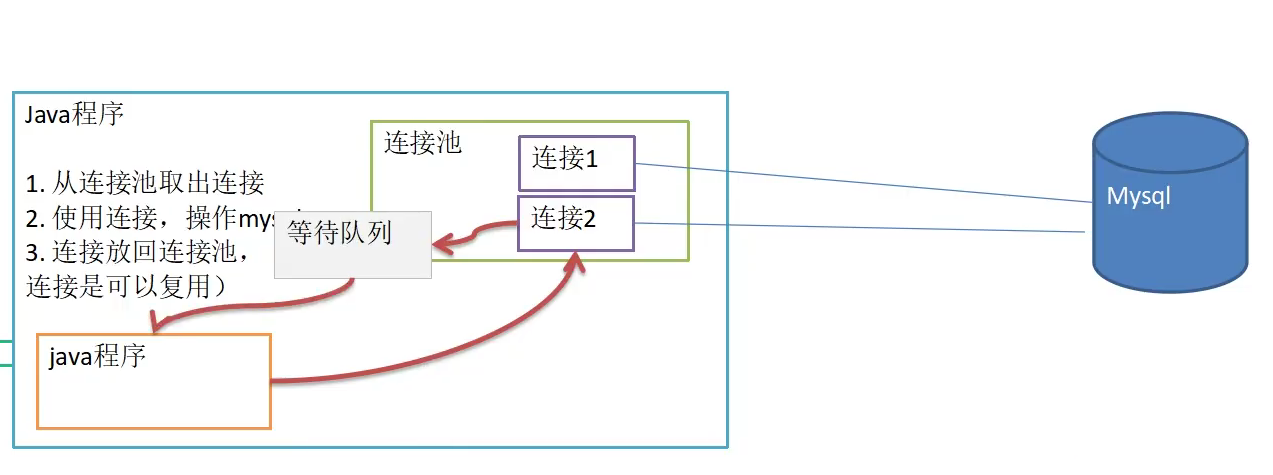 Java程序
连接池
连接1
1. 从连接池取出连接
2. 使用连接，操作mys
连接2
等待队列
3. 连接放回连接池，
连接是可以复用）
java程序
Mysql